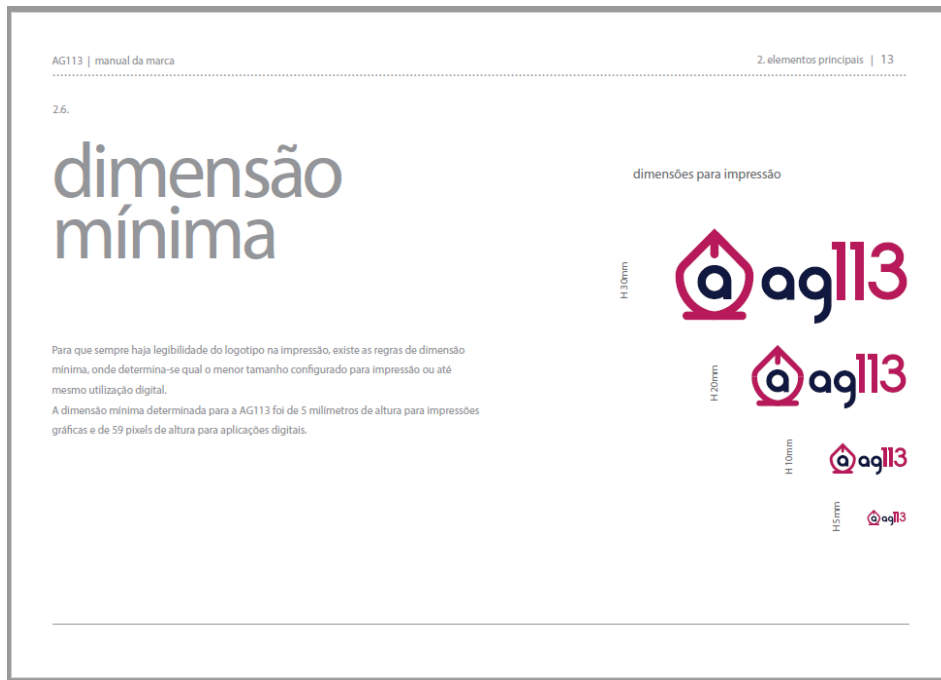 AG113 | manual da marca
2. elementos principais | 13
2.6.
dimensão
mínima
Para que sempre haja legibilidade do logotipo na impressão, existe as regras de dimensão
mínima, onde determina-se qual o menor tamanho configurado para impressão ou até
mesmo utilização digital.
A dimensão mínima determinada para a AG113 foi de 5 milímetros de altura para impressões
gráficas e de 59 pixels de altura para aplicações digitais.
dimensões para impressão
H 30mm
a ag113
H 20mm
a ag113
H 10mm
a ag113
H 5mm
a ag113